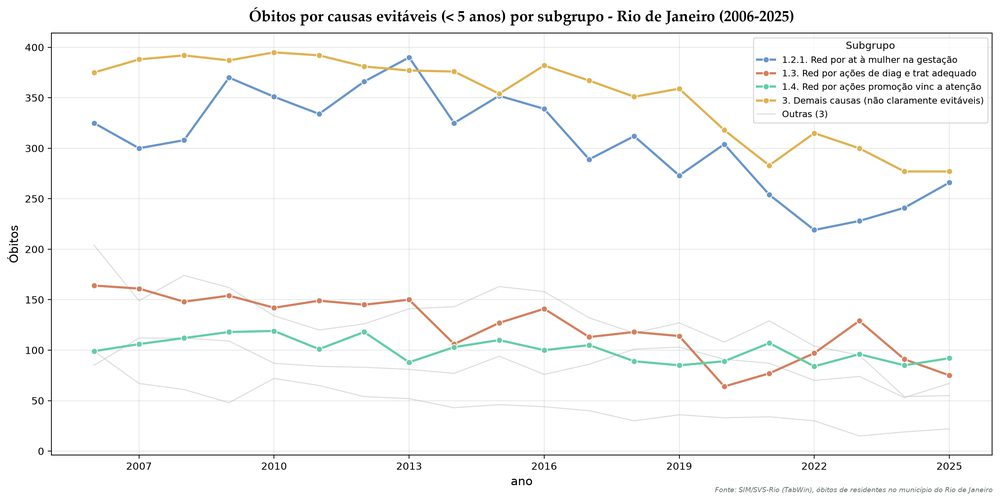 Óbitos por causas evitáveis (< 5 anos) por subgrupo - Rio de Janeiro (2006-2025)
Subgrupo
1.2.1. Red por at à mulher na gestação
1.3. Red por ações de diag e trat adequado
1.4. Red por ações promoção vinc a atenção
3. Demais causas (não claramente evitáveis)
Outras (3)
Óbitos
400
350
300
250
200
150
100
50
0
2007 2010 2013 2016 2019 2022 2025
ano
Fonte: SIM/SVS-Rio (TabWin), óbitos de residentes no município do Rio de Janeiro